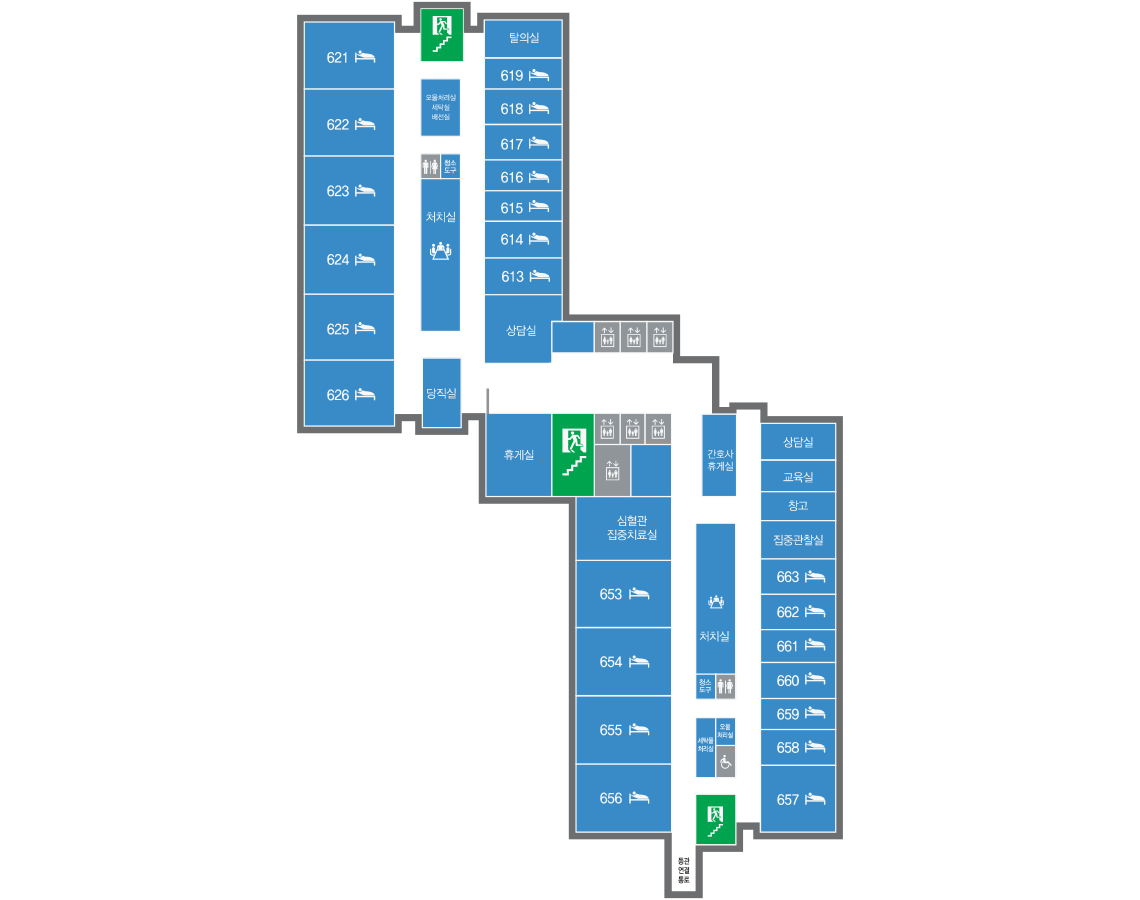 621
622
623
624
625
626
오물처리실
세탁실
배선실
청소
도구
처치실
당직실
탈의실
619
618
617
616
615
614
613
상담실
휴게실
심혈관
집중치료실
653
654
655
656
간호사
휴게실
처치실
청소
도구
세탁물
처리실
오물
처리실
상담실
교육실
창고
집중관찰실
663
662
661
660
659
658
657
동관
연결
통로